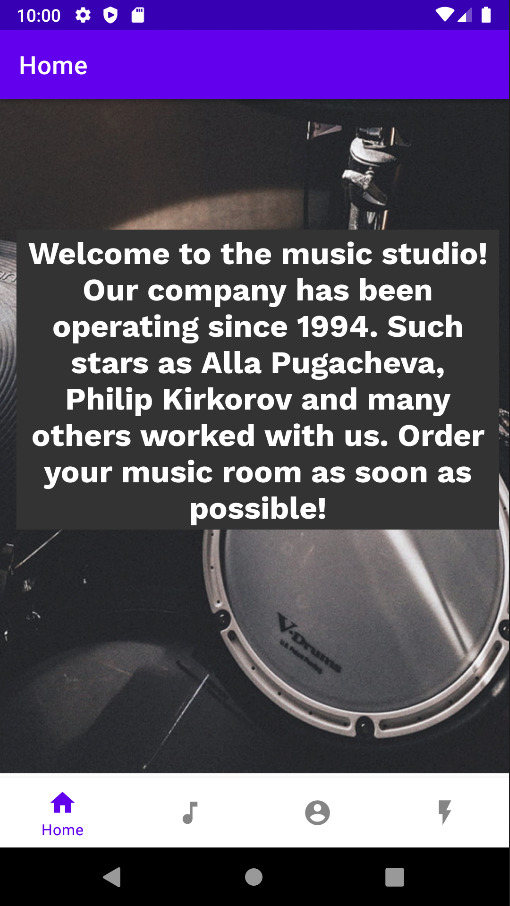 10:00
Home
Welcome to the music studio!
Our company has been
operating since 1994. Such
stars as Alla Pugacheva,
Philip Kirkorov and many
others worked with us. Order
your music room as soon as
possible!
V-Drums
Home